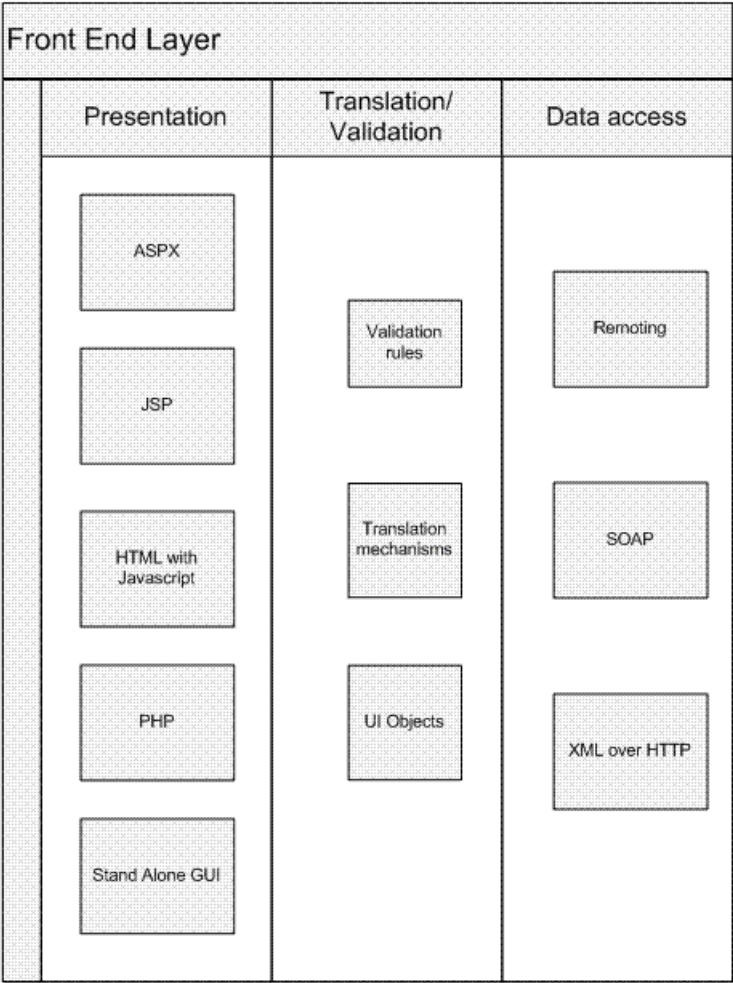 Front End Layer
Presentation
Translation/
Validation
Data access
ASPX
JSP
HTML with
Javascript
PHP
Stand Alone GUI
Validation
rules
Translation
mechanisms
UI Objects
Remoting
SOAP
XML over HTTP